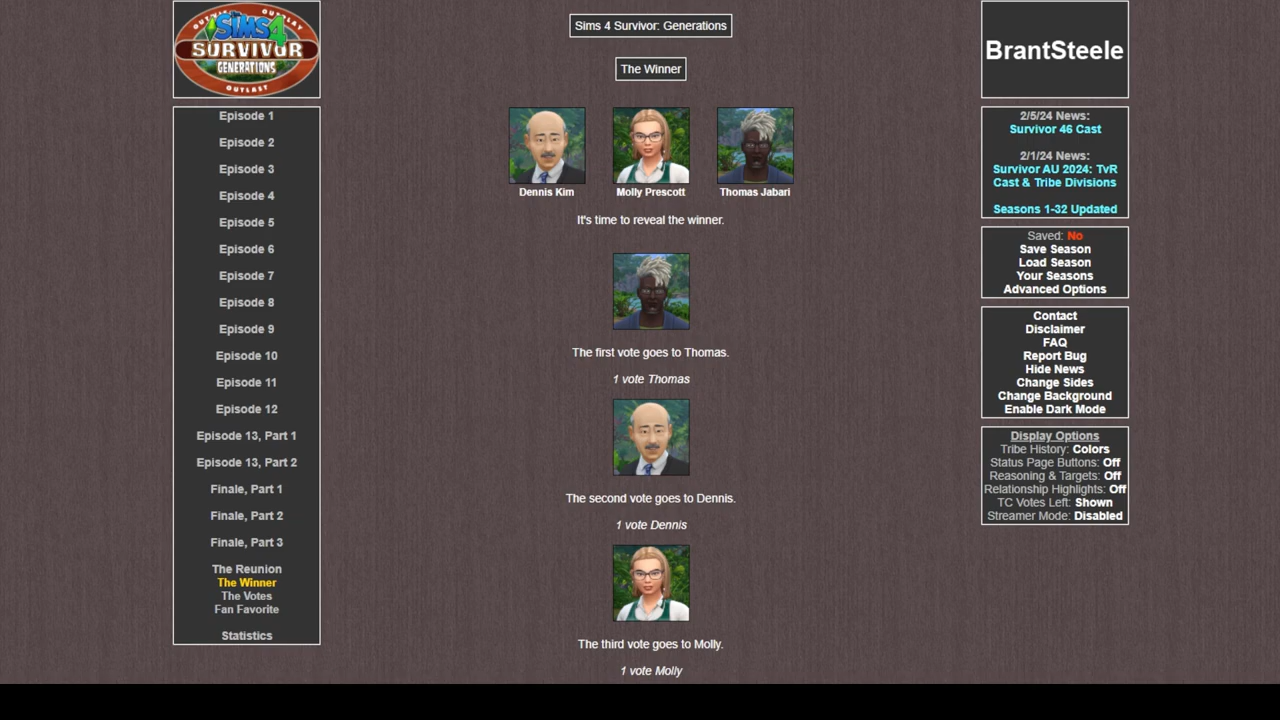 OUTWIT OUTPLAY
THE SIMS 4
SURVIVOR
GENERATIONS
OUTLAST
Episode 1
Episode 2
Episode 3
Episode 4
Episode 5
Episode 6
Episode 7
Episode 8
Episode 9
Episode 10
Episode 11
Episode 12
Episode 13, Part 1
Episode 13, Part 2
Finale, Part 1
Finale, Part 2
Finale, Part 3
The Reunion
The Winner
The Votes
Fan Favorite
Statistics
Sims 4 Survivor: Generations
The Winner
Dennis Kim Molly Prescott Thomas Jabari
It's time to reveal the winner.
The first vote goes to Thomas.
1 vote Thomas
The second vote goes to Dennis.
1 vote Dennis
The third vote goes to Molly.
1 vote Molly
BrantSteele
2/5/24 News:
Survivor 46 Cast
2/1/24 News:
Survivor AU 2024: TvR
Cast & Tribe Divisions
Seasons 1-32 Updated
Saved: No
Save Season
Load Season
Your Seasons
Advanced Options
Contact
Disclaimer
FAQ
Report Bug
Hide News
Change Sides
Change Background
Enable Dark Mode
Display Options
Tribe History: Colors
Status Page Buttons: Off
Reasoning & Targets: Off
Relationship Highlights: Off
TC Votes Left: Shown
Streamer Mode: Disabled